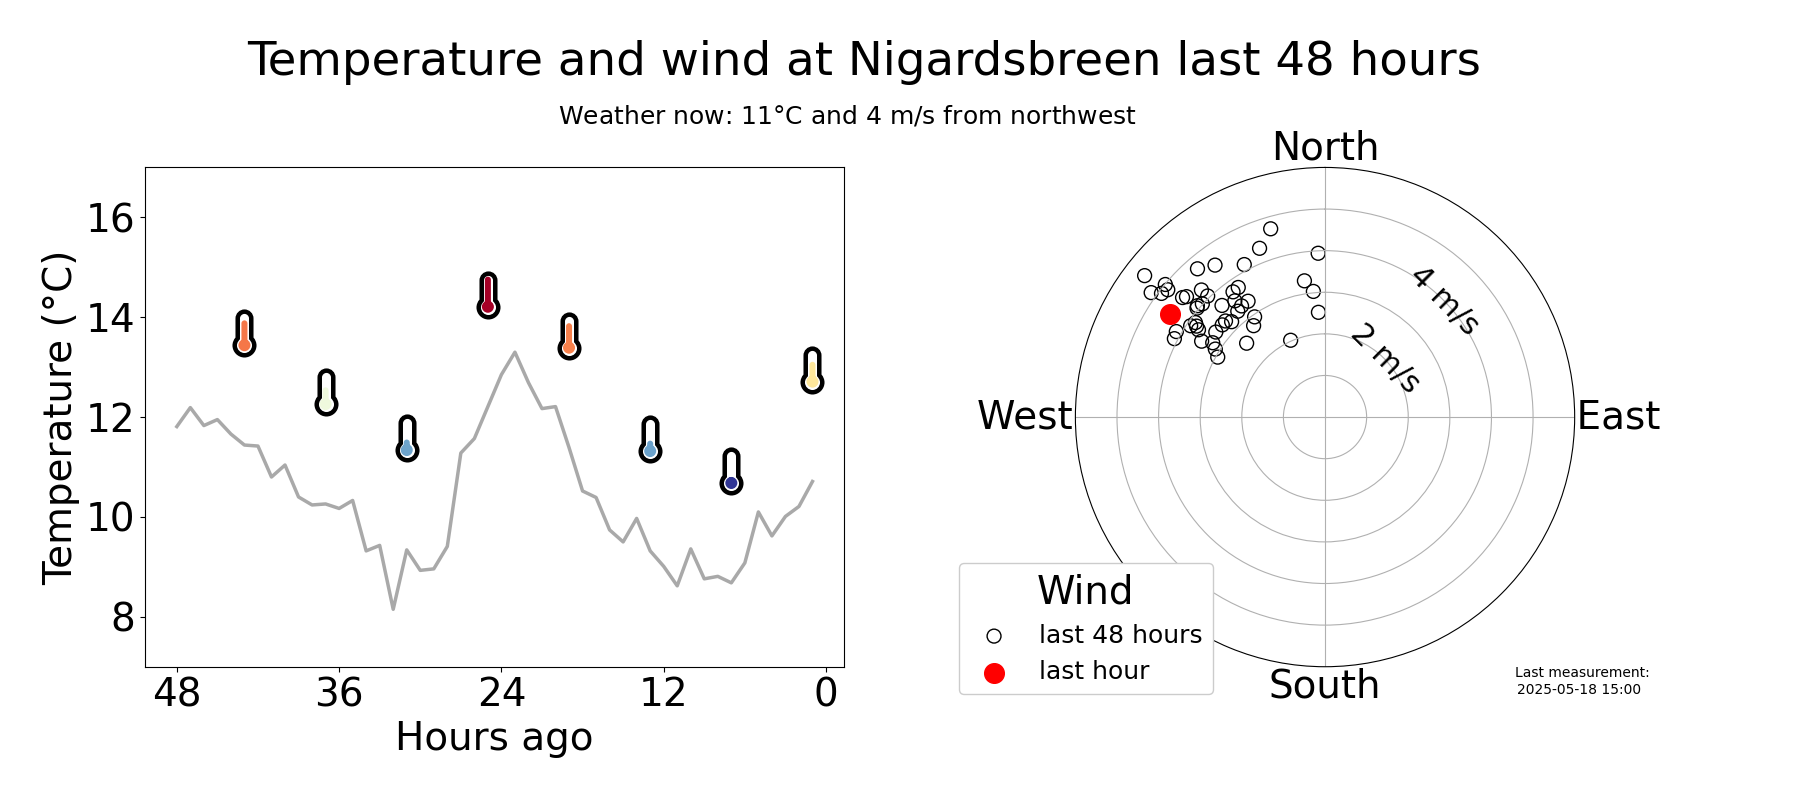 Temperature and wind at Nigardsbreen last 48 hours
Weather now: 11°C and 4 m/s from northwest
Temperature (°C)
16
14
12
10
8
48 36 24 12 0
Hours ago
North
West
East
South
4 m/s
2 m/s
Wind
last 48 hours
last hour
Last measurement:
2025-05-18 15:00